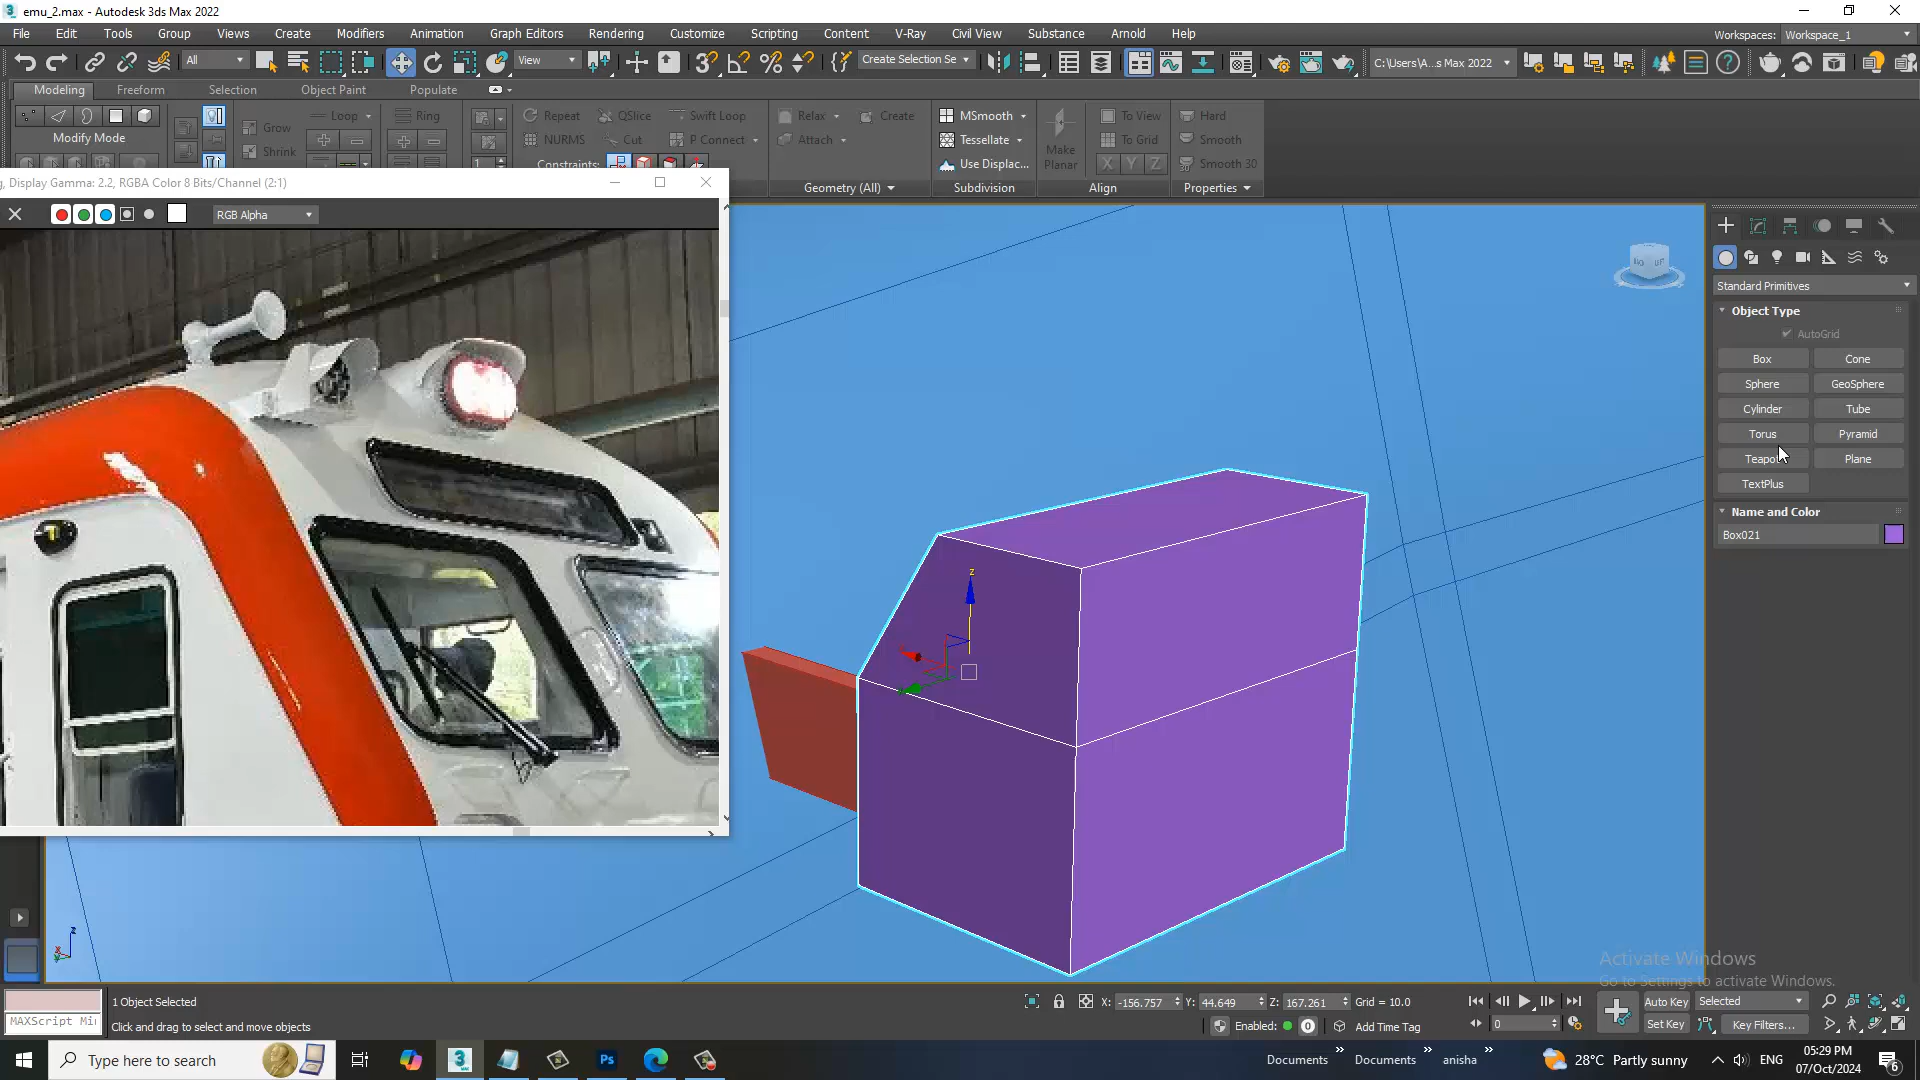 emu_2.max - Autodesk 3ds Max 2022
File Edit Tools Group Views Create Modifiers Animation Graph Editors Rendering Customize Scripting Content V-Ray Civil View Substance Arnold Help
Workspaces: Workspace_1
All View Create Selection Se C:\Users\A...s Max 2022
Modeling Freeform Selection Object Paint Populate
Loop Ring Repeat QSlice Swift Loop Relax Create MSmooth To View Hard
Grow
Modify Mode NURMS Cut P Connect Attach Tessellate Make Planar To Grid Smooth
Shrink 1 Constraints: Use Displac... X Y Z Smooth 30
Geometry (All) Subdivision Align Properties
, Display Gamma: 2.2, RGBA Color 8 Bits/Channel (2:1)
RGB Alpha
Standard Primitives
Object Type
AutoGrid
Box Cone
Sphere GeoSphere
Cylinder Tube
Torus Pyramid
Teapot Plane
TextPlus
Name and Color
Box021
z
z
Activate Windows
Go to Settings to activate Windows.
1 Object Selected X: -156.757 Y: 44.649 Z: 167.261 Grid = 10.0 Auto Key Selected
MAXScript Mi Click and drag to select and move objects Enabled: 0 Add Time Tag 0 Set Key Key Filters...
Type here to search Ps Documents Documents anisha 28°C Partly sunny ENG 05:29 PM
07/Oct/2024 6